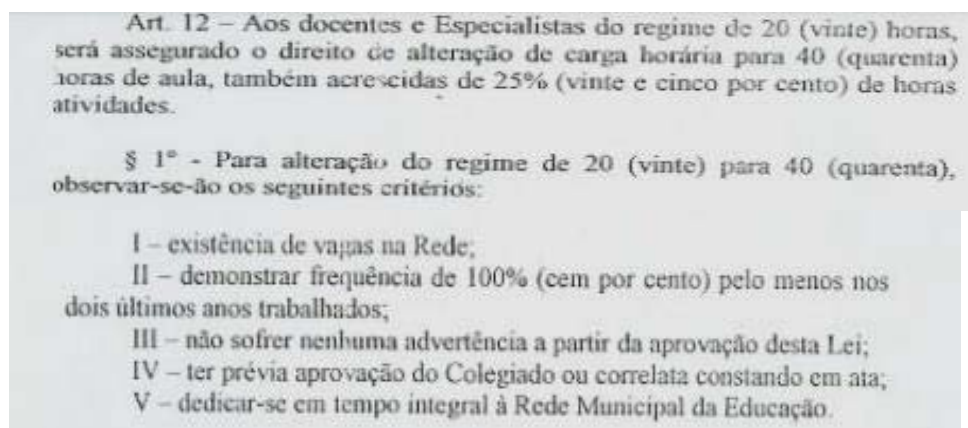 Art. 12 – Aos docentes e Especialistas do regime de 20 (vinte) horas,
será assegurado o direito de alteração de carga horária para 40 (quarenta)
horas de aula, também acrescidas de 25% (vinte e cinco por cento) de horas
atividades.
§ 1º - Para alteração do regime de 20 (vinte) para 40 (quarenta),
observar-se-ão os seguintes critérios:
I – existência de vagas na Rede;
II – demonstrar frequência de 100% (cem por cento) pelo menos nos
dois últimos anos trabalhados;
III – não sofrer nenhuma advertência a partir da aprovação desta Lei;
IV – ter prévia aprovação do Colegiado ou correlata constando em ata;
V – dedicar-se em tempo integral à Rede Municipal da Educação.